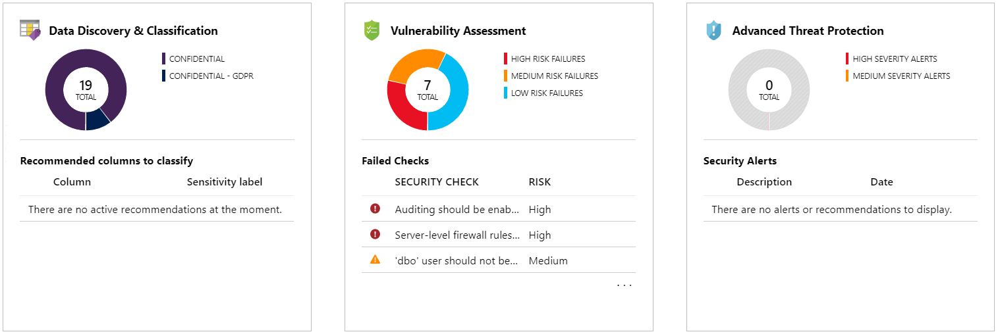 Data Discovery & Classification
19
TOTAL
CONFIDENTIAL
CONFIDENTIAL - GDPR
Recommended columns to classify
Column Sensitivity label
There are no active recommendations at the moment.
Vulnerability Assessment
7
TOTAL
HIGH RISK FAILURES
MEDIUM RISK FAILURES
LOW RISK FAILURES
Failed Checks
SECURITY CHECK RISK
Auditing should be enab... High
Server-level firewall rules... High
'dbo' user should not be... Medium
...
Advanced Threat Protection
0
TOTAL
HIGH SEVERITY ALERTS
MEDIUM SEVERITY ALERTS
Security Alerts
Description Date
There are no alerts or recommendations to display.